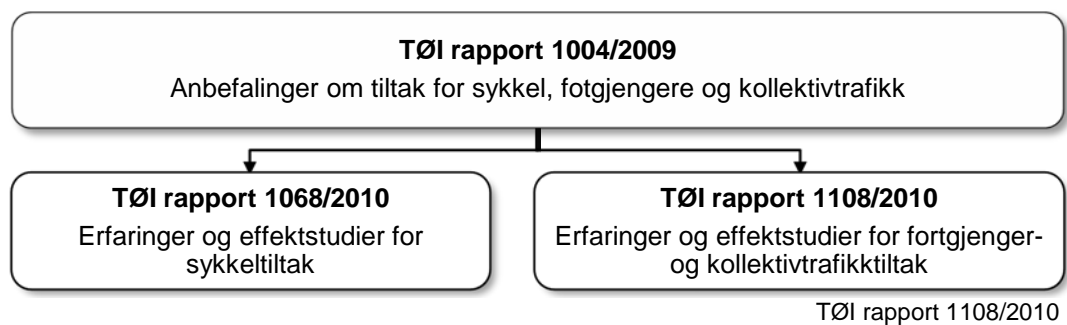 TØI rapport 1004/2009
Anbefalinger om tiltak for sykkel, fotgjengere og kollektivtrafikk
TØI rapport 1068/2010
Erfaringer og effektstudier for
sykkeltiltak
TØI rapport 1108/2010
Erfaringer og effektstudier for fortgjenger-
og kollektivtrafikktiltak
TØI rapport 1108/2010